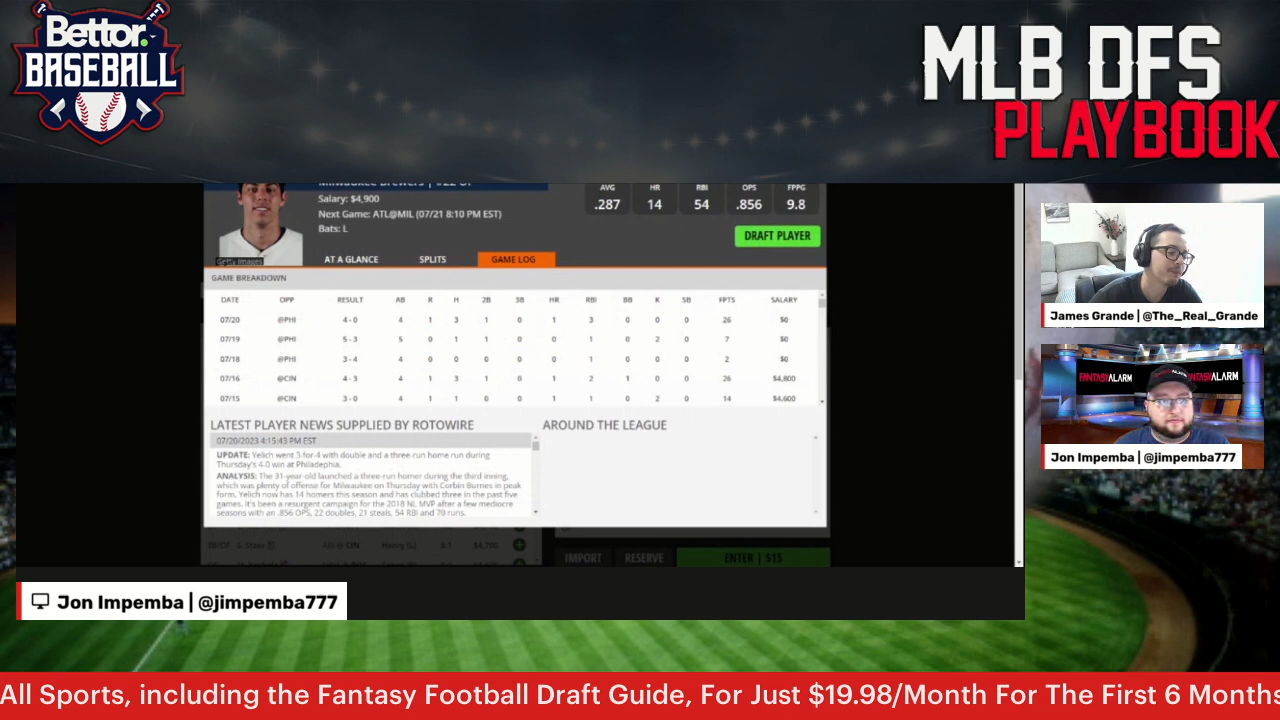 Bettor.
BASEBALL
MLB DFS
PLAYBOOK
Milwaukee Brewers | #22 OF
Salary: $4,900
Next Game: ATL@MIL (07/21 8:10 PM EST)
Bats: L
AVG HR RBI OPS FPPG
.287 14 54 .856 9.8
DRAFT PLAYER
Getty Images
AT A GLANCE SPLITS GAME LOG
GAME BREAKDOWN
DATE OPP RESULT AB R H 2B 3B HR RBI BB K SB FPTS SALARY
07/20 @PHI 4 - 0 4 1 3 1 0 1 3 0 0 0 26 $0
07/19 @PHI 5 - 3 5 0 1 1 0 0 1 0 2 0 7 $0
07/18 @PHI 3 - 4 4 0 0 0 0 0 1 0 0 0 2 $0
07/16 @CIN 4 - 3 4 1 3 1 0 1 2 1 0 0 26 $4,800
07/15 @CIN 3 - 0 4 1 1 0 0 1 1 0 2 0 14 $4,600
LATEST PLAYER NEWS SUPPLIED BY ROTOWIRE
07/20/2023 4:15:43 PM EST
UPDATE: Yelich went 3-for-4 with double and a three-run home run during
Thursday's 4-0 win at Philadephia.
ANALYSIS: The 31-year-old launched a three-run homer during the third inning,
which was plenty of offense for Milwaukee on Thursday with Corbin Burnes in peak
form. Yelich now has 14 homers this season and has clubbed three in the past five
games. It's been a resurgent campaign for the 2018 NL MVP after a few mediocre
seasons with an .856 OPS, 22 doubles, 21 steals, 54 RBI and 70 runs.
AROUND THE LEAGUE
IMPORT RESERVE ENTER | $15
James Grande | @The_Real_Grande
FANTASY ALARM
Jon Impemba | @jimpemba777
Jon Impemba | @jimpemba777
All Sports, including the Fantasy Football Draft Guide, For Just $19.98/Month For The First 6 Months